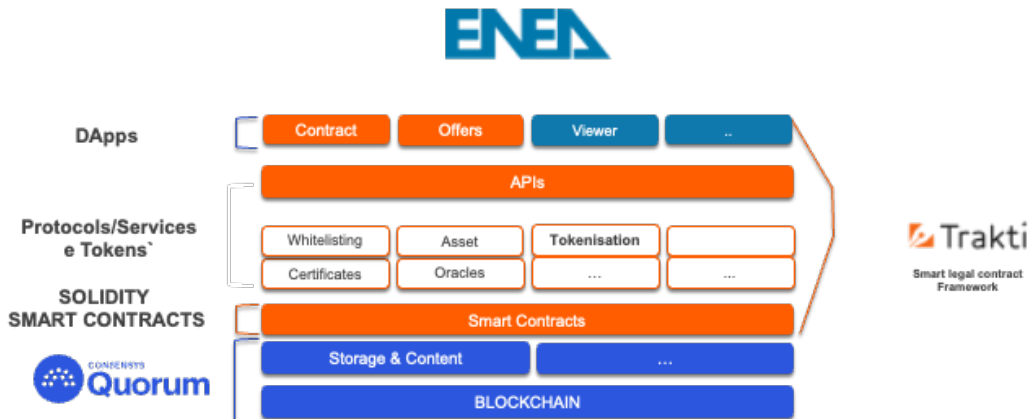 ENEA
DApps
Contract
Offers
Viewer
..
APIs
Protocols/Services
e Tokens`
Whitelisting
Asset
Tokenisation
Certificates
Oracles
...
...
Trakti
Smart legal contract
Framework
SOLIDITY
SMART CONTRACTS
Smart Contracts
CONSENSYS
Quorum
Storage & Content
...
BLOCKCHAIN